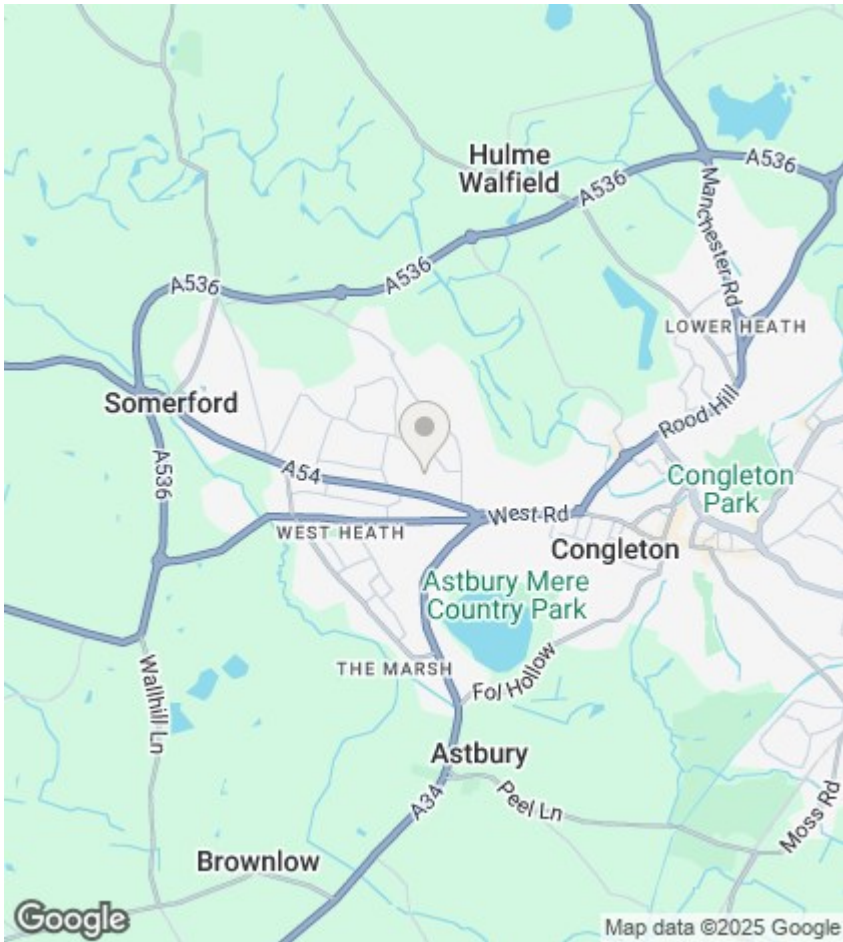 Hulme
Walfield
A536
A536
Manchester Rd
A536
A536
LOWER HEATH
Somerford
Rood Hill
A54
A536
Congleton
Park
West Rd
WEST HEATH
Congleton
Astbury Mere
Country Park
THE MARSH
Fol Hollow
Wallhill Ln
Astbury
A34
Peel Ln
Moss Rd
Brownlow
Google
Map data ©2025 Google